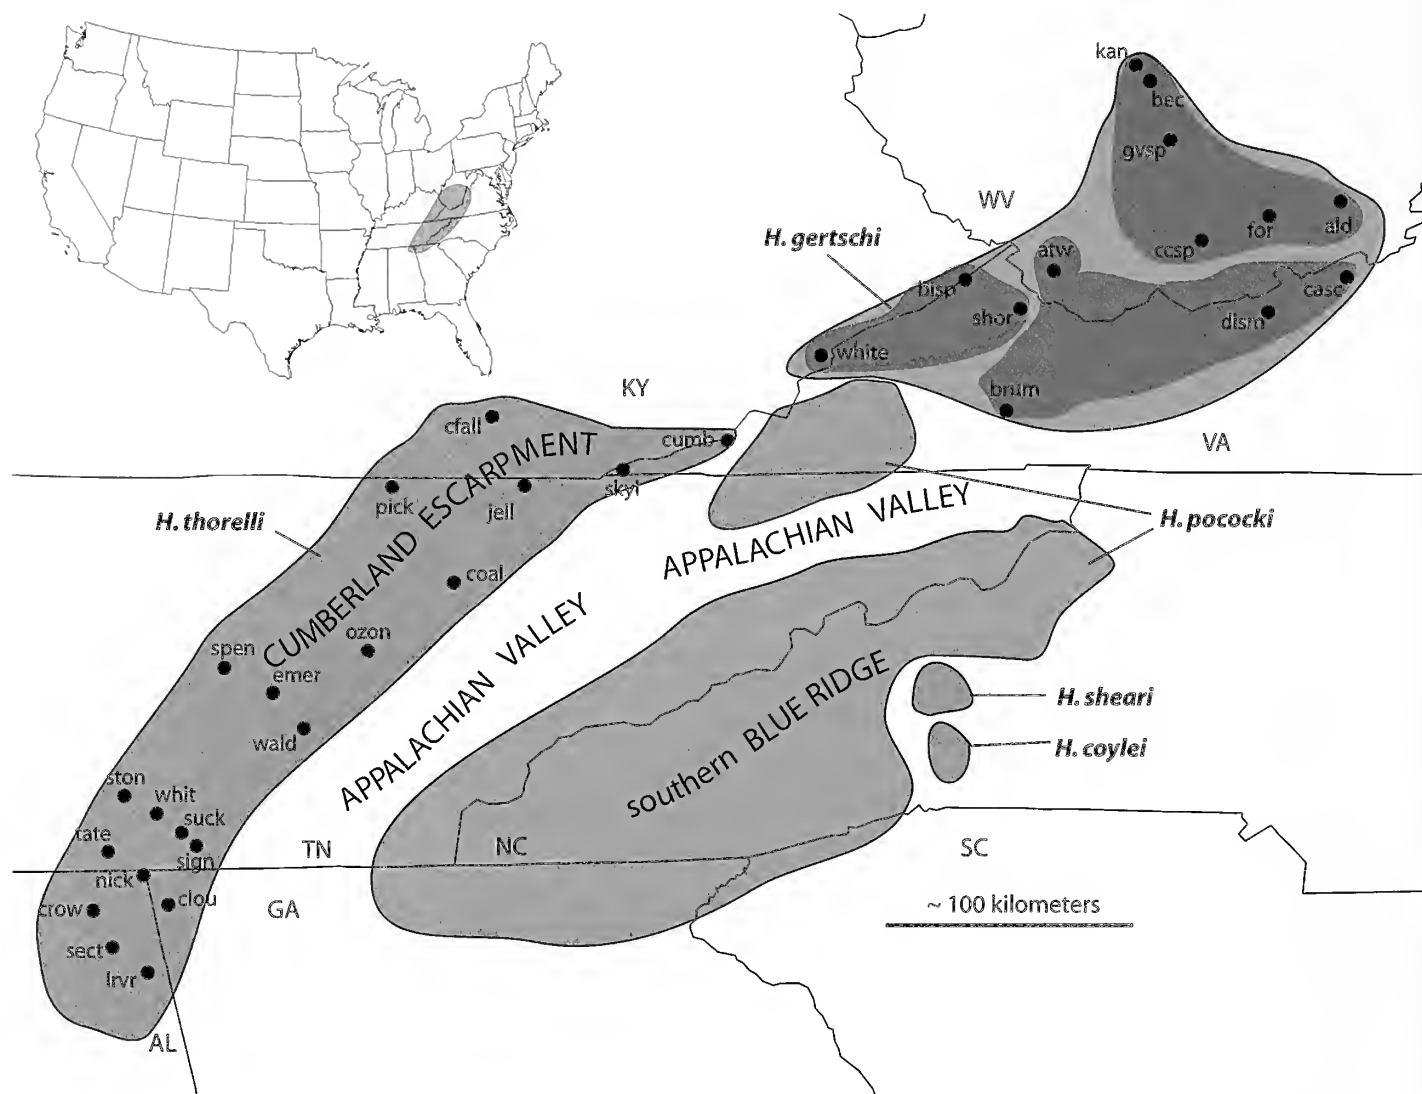 kan
bec
gvsp
WV
H. gertschi
for
ald
ccsp
atw
bisp
casc
shor
dism
white
KY
brum
cfall
cumb
VA
CUMBERLAND ESCARPMENT
skyl
pick
jell
H. thorelli
APPALACHIAN VALLEY
H. pococki
coal
APPALACHIAN VALLEY
ozon
spen
emer
southern BLUE RIDGE
H. sheari
wald
H. coylei
ston
whit
suck
tate
sign
TN
NC
SC
nick
clou
crow
GA
~ 100 kilometers
sect
lrvr
AL